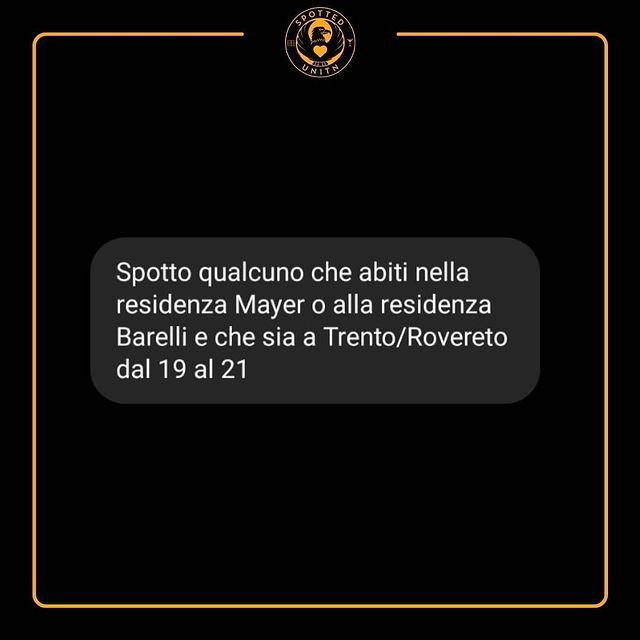 SPOTTED
UNITN
Spotto qualcuno che abiti nella
residenza Mayer o alla residenza
Barelli e che sia a Trento/Rovereto
dal 19 al 21